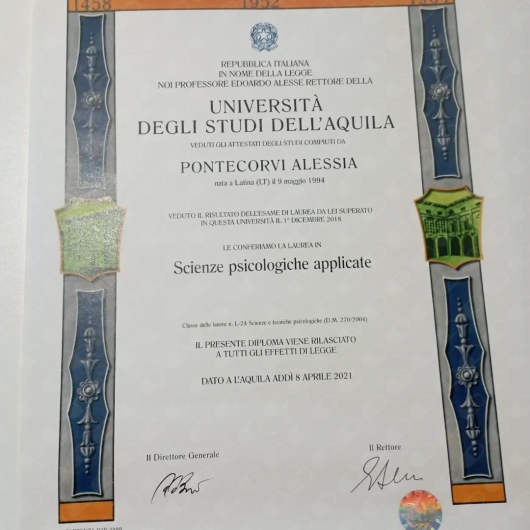 1458 1952
REPUBBLICA ITALIANA
IN NOME DELLA LEGGE
NOI PROFESSORE EDOARDO ALESSE RETTORE DELLA
UNIVERSITÀ
DEGLI STUDI DELL'AQUILA
VEDUTI GLI ATTESTATI DEGLI STUDI COMPIUTI DA
PONTECORVI ALESSIA
nata a Latina (LT) il 9 maggio 1994
VEDUTO IL RISULTATO DELL'ESAME DI LAUREA DA LEI SUPERATO
IN QUESTA UNIVERSITÀ IL 1° DICEMBRE 2018
LE CONFERIAMO LA LAUREA IN
Scienze psicologiche applicate
Classe delle lauree n. L-24 Scienze e tecniche psicologiche (D.M. 270/2004)
IL PRESENTE DIPLOMA VIENE RILASCIATO
A TUTTI GLI EFFETTI DI LEGGE
DATO A L'AQUILA ADDÌ 8 APRILE 2021
Il Direttore Generale
Il Rettore